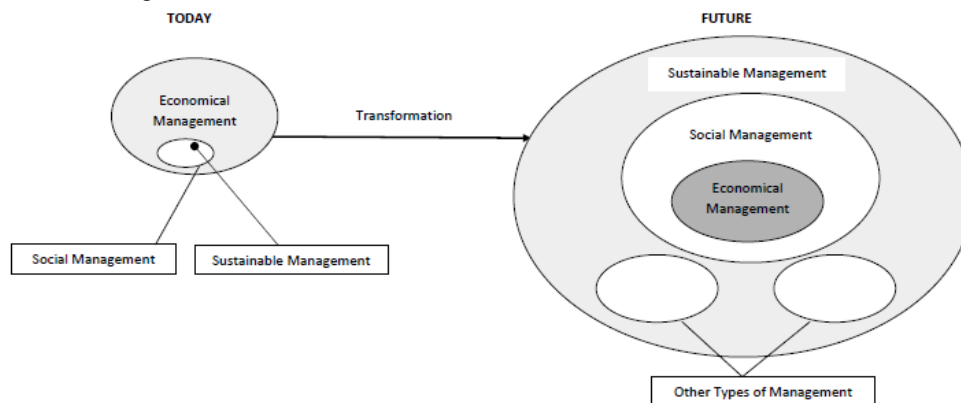 TODAY
FUTURE
Sustainable Management
Economical
Management
Transformation
Social Management
Economical
Management
Social Management
Sustainable Management
Other Types of Management